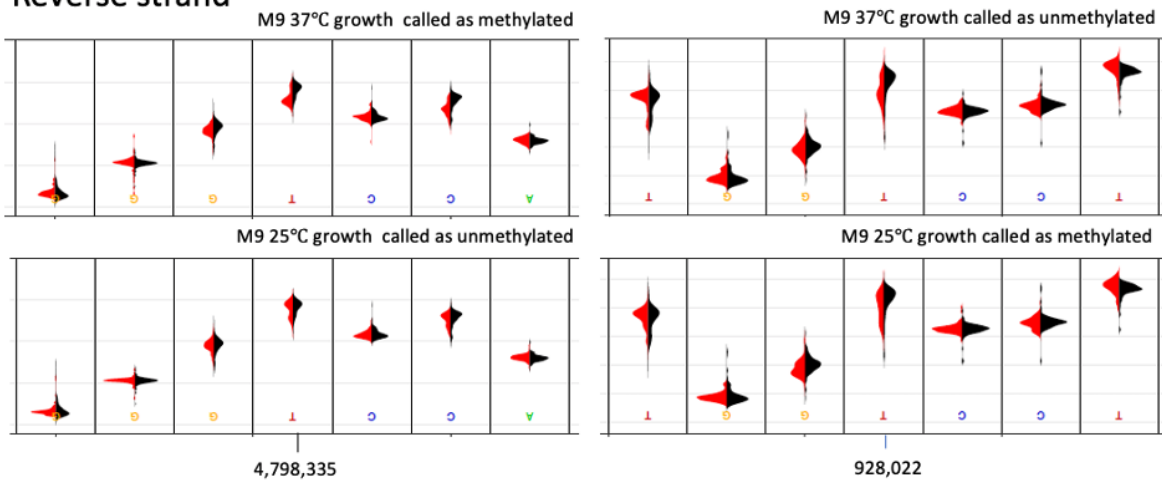 Reverse strand
M9 37°C growth called as methylated
M9 37°C growth called as unmethylated
G G G T C C A
T G G T C C T
M9 25°C growth called as unmethylated
M9 25°C growth called as methylated
G G G T C C A
T G G T C C T
4,798,335
928,022